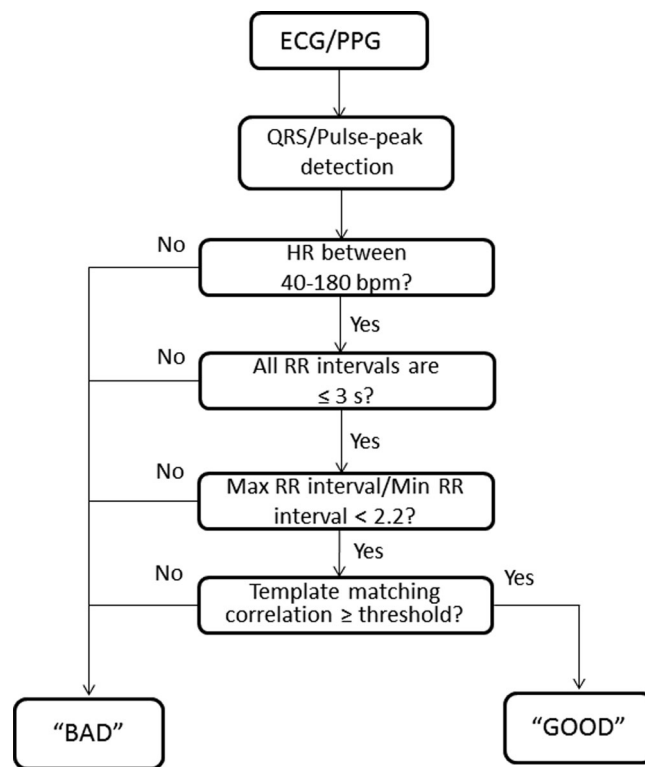 ECG/PPG
QRS/Pulse-peak
detection
No
HR between
40-180 bpm?
Yes
No
All RR intervals are
≤ 3 s?
Yes
No
Max RR interval/Min RR
interval < 2.2?
Yes
No
Template matching
correlation ≥ threshold?
Yes
“BAD”
“GOOD”